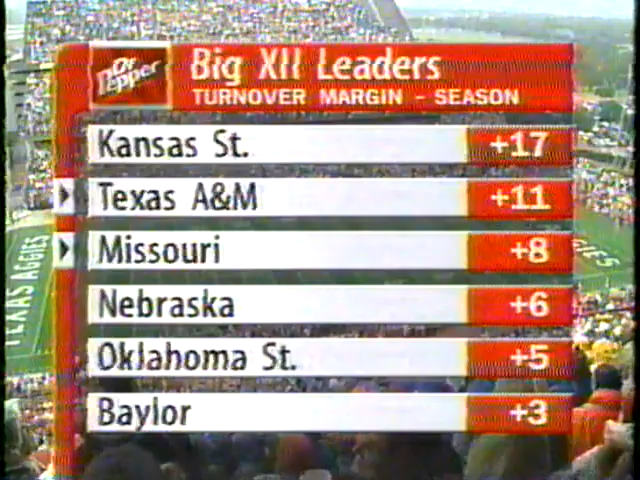 Dr Pepper
Big XII Leaders
TURNOVER MARGIN - SEASON
Kansas St. +17
Texas A&M +11
Missouri +8
Nebraska +6
Oklahoma St. +5
Baylor +3
TEXAS AGGIES
GIES